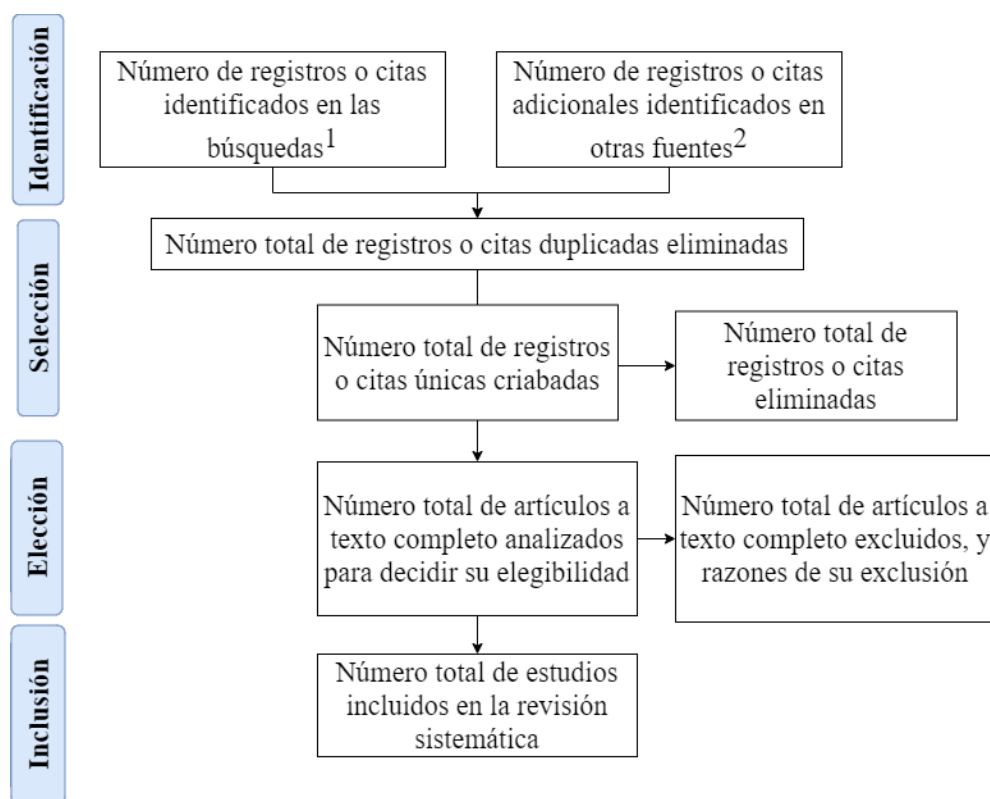 Identificación
Número de registros o citas
identificados en las
búsquedas1
Número de registros o citas
adicionales identificados en
otras fuentes2
Selección
Número total de registros o citas duplicadas eliminadas
Número total de registros
o citas únicas criabadas
Número total de
registros o citas
eliminadas
Elección
Número total de artículos a
texto completo analizados
para decidir su elegibilidad
Número total de artículos a
texto completo excluidos, y
razones de su exclusión
Inclusión
Número total de estudios
incluidos en la revisión
sistemática